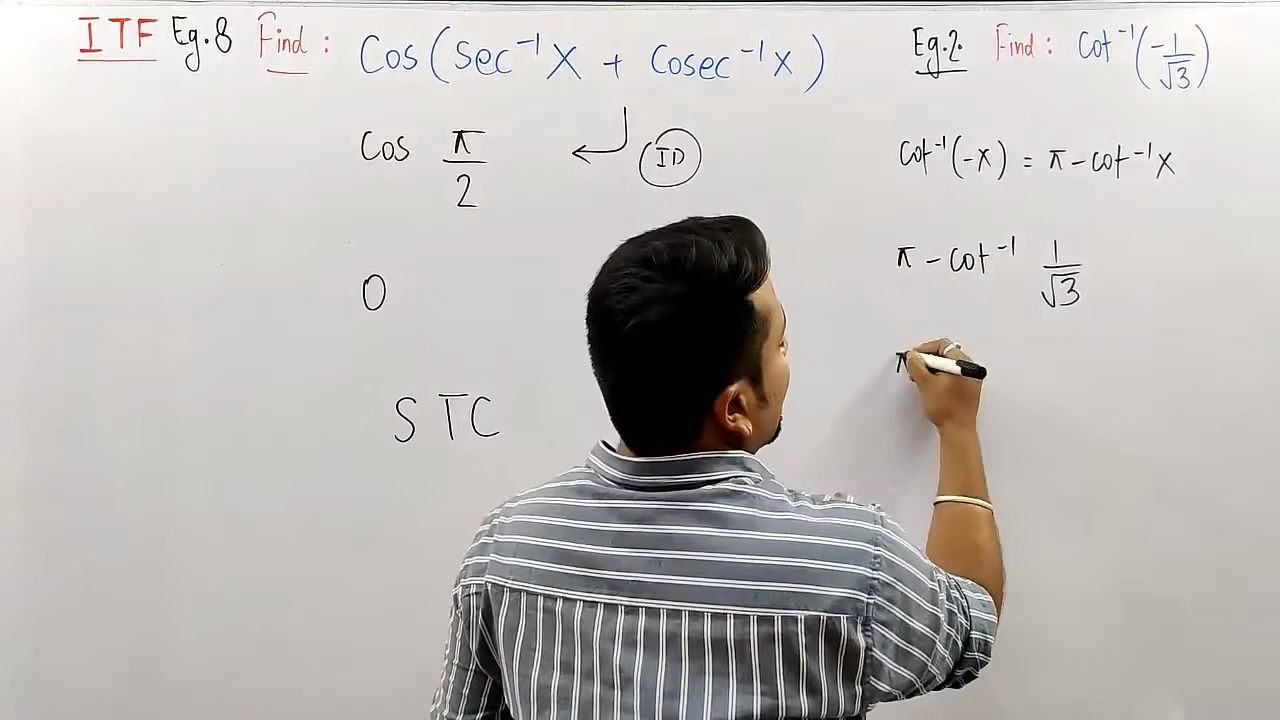 ITF Eg.8 Find : Cos(Sec⁻¹X + Cosec⁻¹X)
Cos π/2 ← (ID)
0
STC
Eg.2. Find : Cot⁻¹(-1/√3)
Cot⁻¹(-X) = π - Cot⁻¹X
π - Cot⁻¹ 1/√3
π